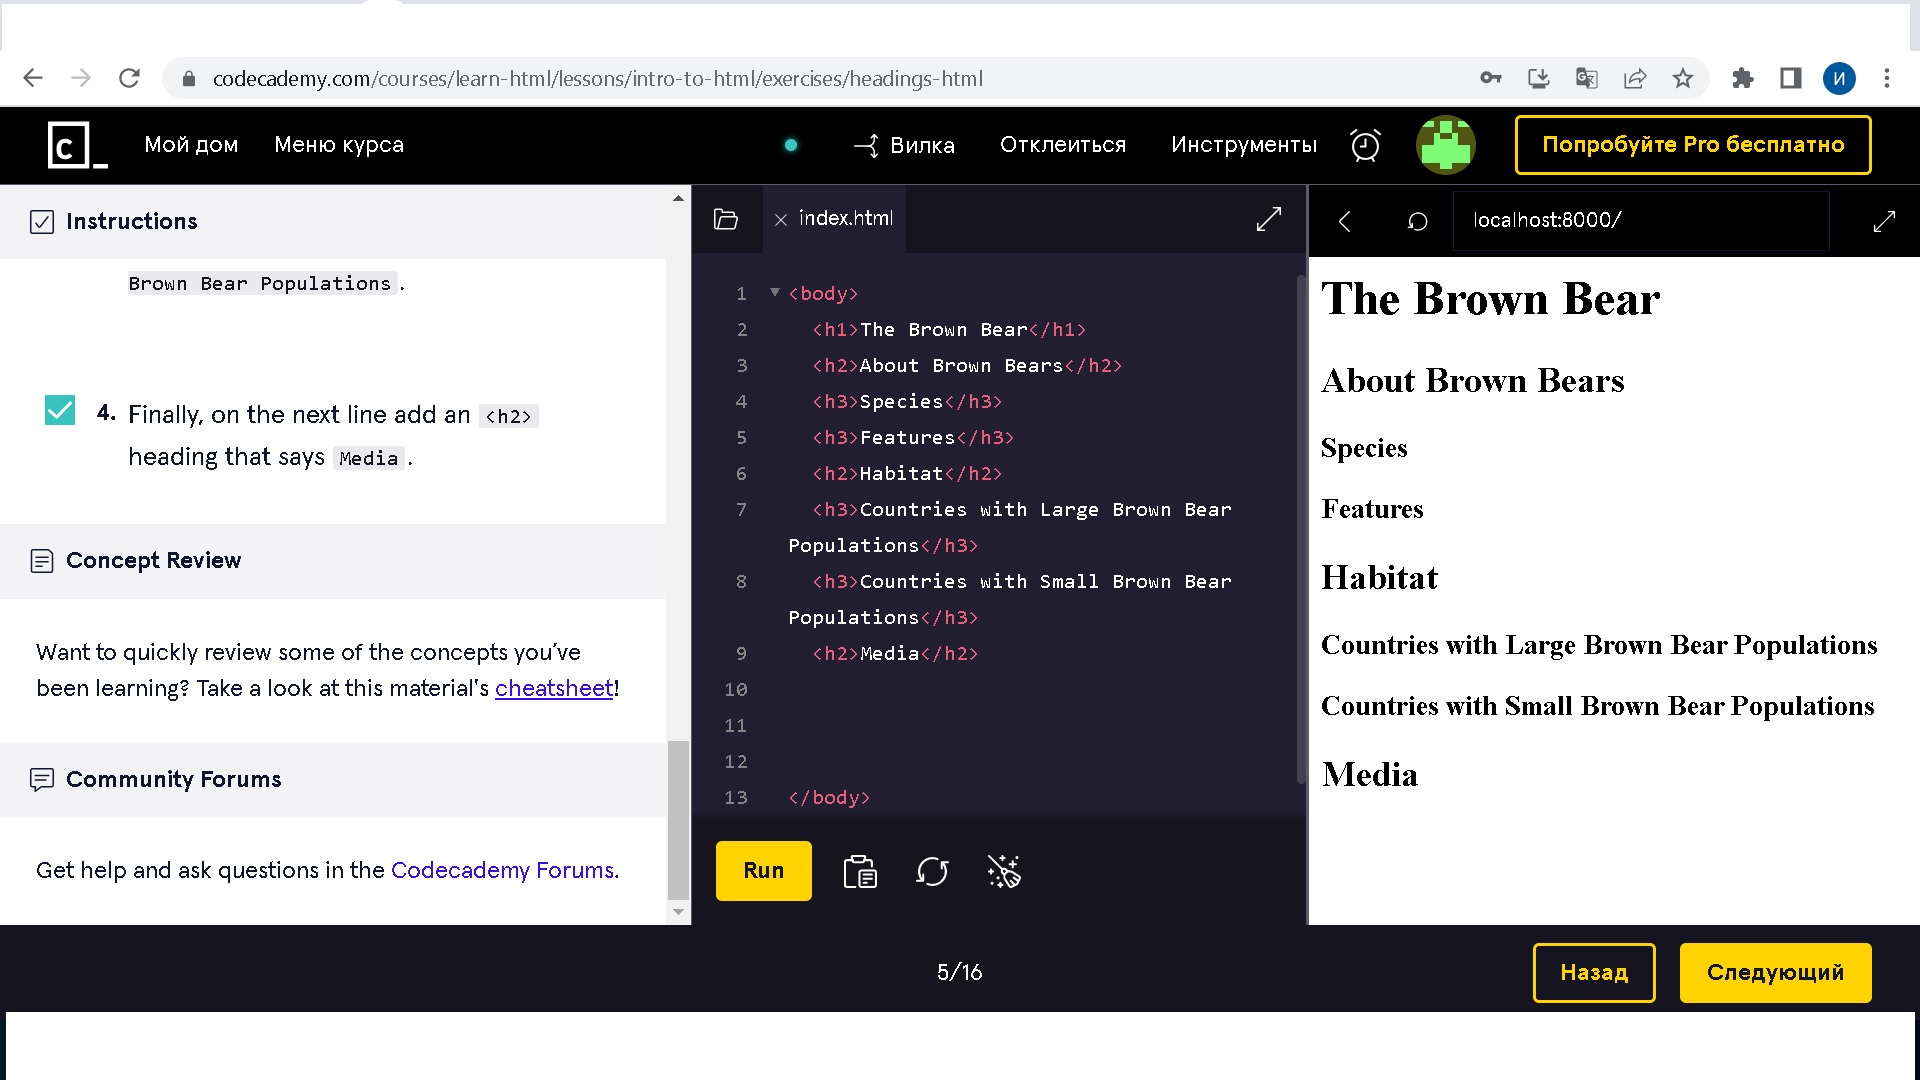 codecademy.com/courses/learn-html/lessons/intro-to-html/exercises/headings-html
И
c_
Мой дом
Меню курса
Вилка
Отклеиться
Инструменты
Попробуйте Pro бесплатно
Instructions
Brown Bear Populations.
4. Finally, on the next line add an <h2>
heading that says Media.
Concept Review
Want to quickly review some of the concepts you’ve
been learning? Take a look at this material's cheatsheet!
Community Forums
Get help and ask questions in the Codecademy Forums.
index.html
1 <body>
2 <h1>The Brown Bear</h1>
3 <h2>About Brown Bears</h2>
4 <h3>Species</h3>
5 <h3>Features</h3>
6 <h2>Habitat</h2>
7 <h3>Countries with Large Brown Bear
Populations</h3>
8 <h3>Countries with Small Brown Bear
Populations</h3>
9 <h2>Media</h2>
10
11
12
13 </body>
Run
localhost:8000/
The Brown Bear
About Brown Bears
Species
Features
Habitat
Countries with Large Brown Bear Populations
Countries with Small Brown Bear Populations
Media
5/16
Назад
Следующий